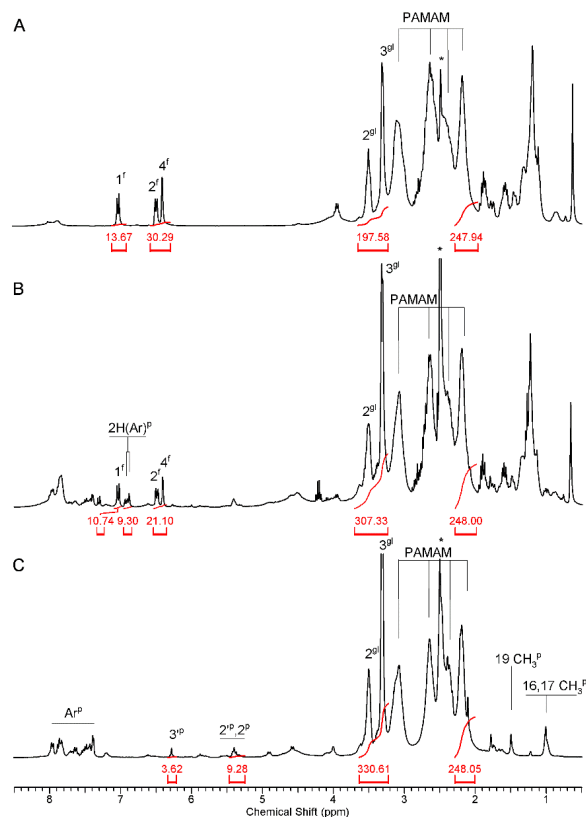 A
PAMAM
3gl
*
2gl
1f
2f
4f
13.67 30.29 197.58 247.94
B
3gl
*
PAMAM
2H(Ar)p
2gl
1f
2f
4f
10.74 9.30 21.10 307.33 248.00
C
3gl
*
PAMAM
2gl
19 CH3p
16,17 CH3p
Arp
3'p
2'p,2p
3.62 9.28 330.61 248.05
8 7 6 5 4 3 2 1
Chemical Shift (ppm)